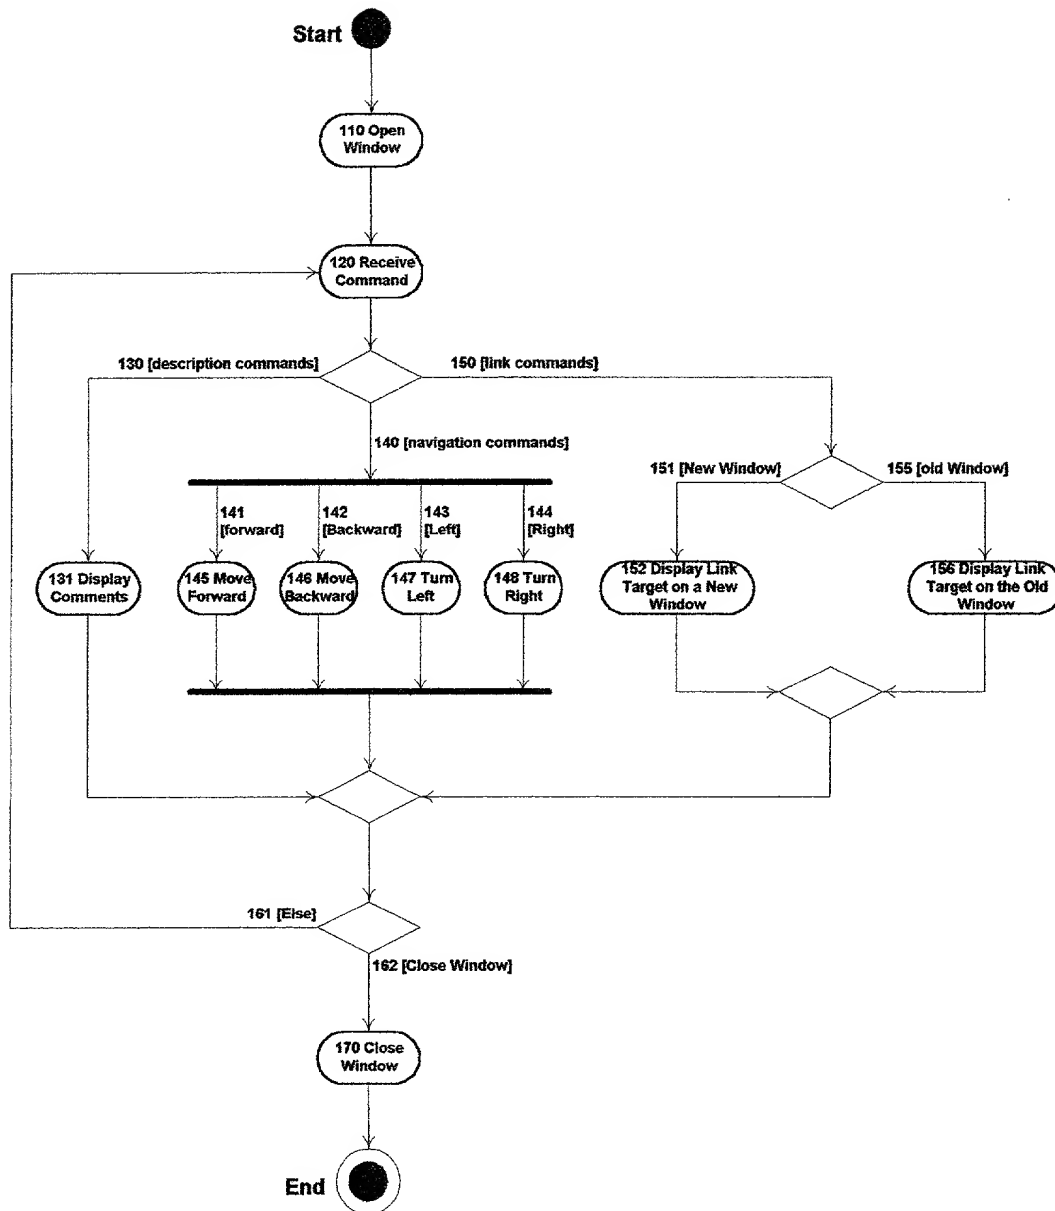 Start
110 Open
Window
120 Receive
Command
130 [description commands]
150 [link commands]
140 [navigation commands]
151 [New Window]
155 [old Window]
141
[forward]
142
[Backward]
143
[Left]
144
[Right]
131 Display
Comments
145 Move
Forward
146 Move
Backward
147 Turn
Left
148 Turn
Right
152 Display Link
Target on a New
Window
156 Display Link
Target on the Old
Window
161 [Else]
162 [Close Window]
170 Close
Window
End